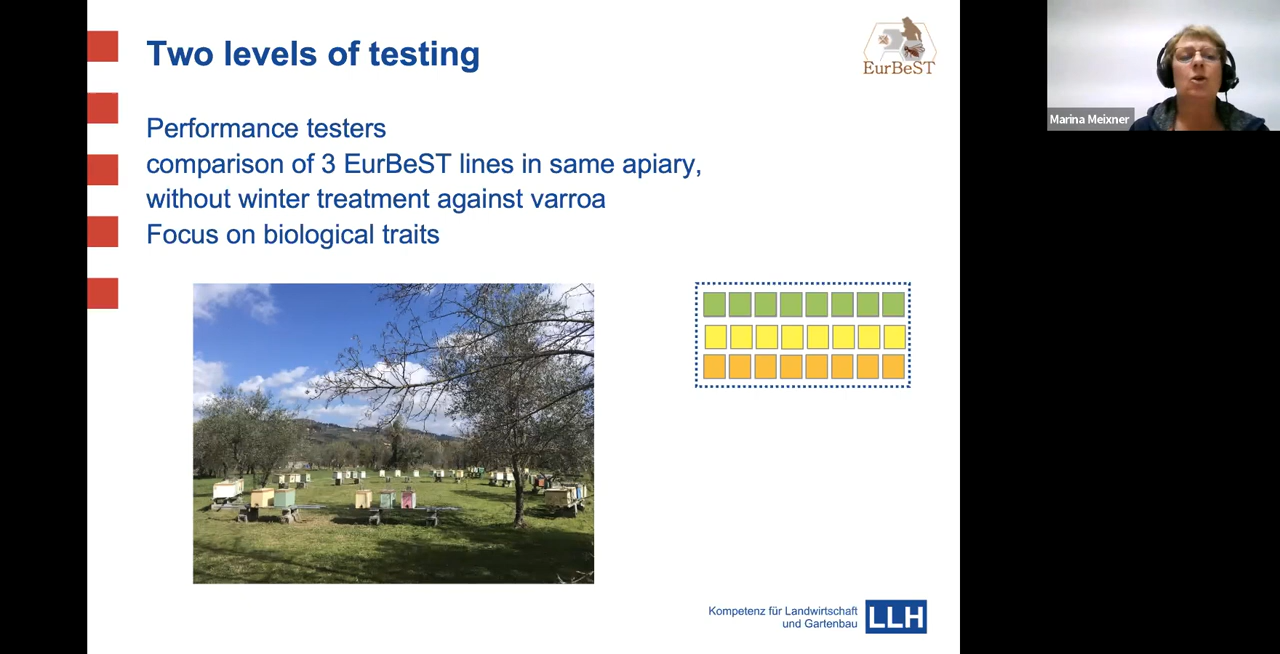 Two levels of testing
EurBeST
Performance testers
comparison of 3 EurBeST lines in same apiary,
without winter treatment against varroa
Focus on biological traits
Marina Meixner
Kompetenz für Landwirtschaft
und Gartenbau
LLH